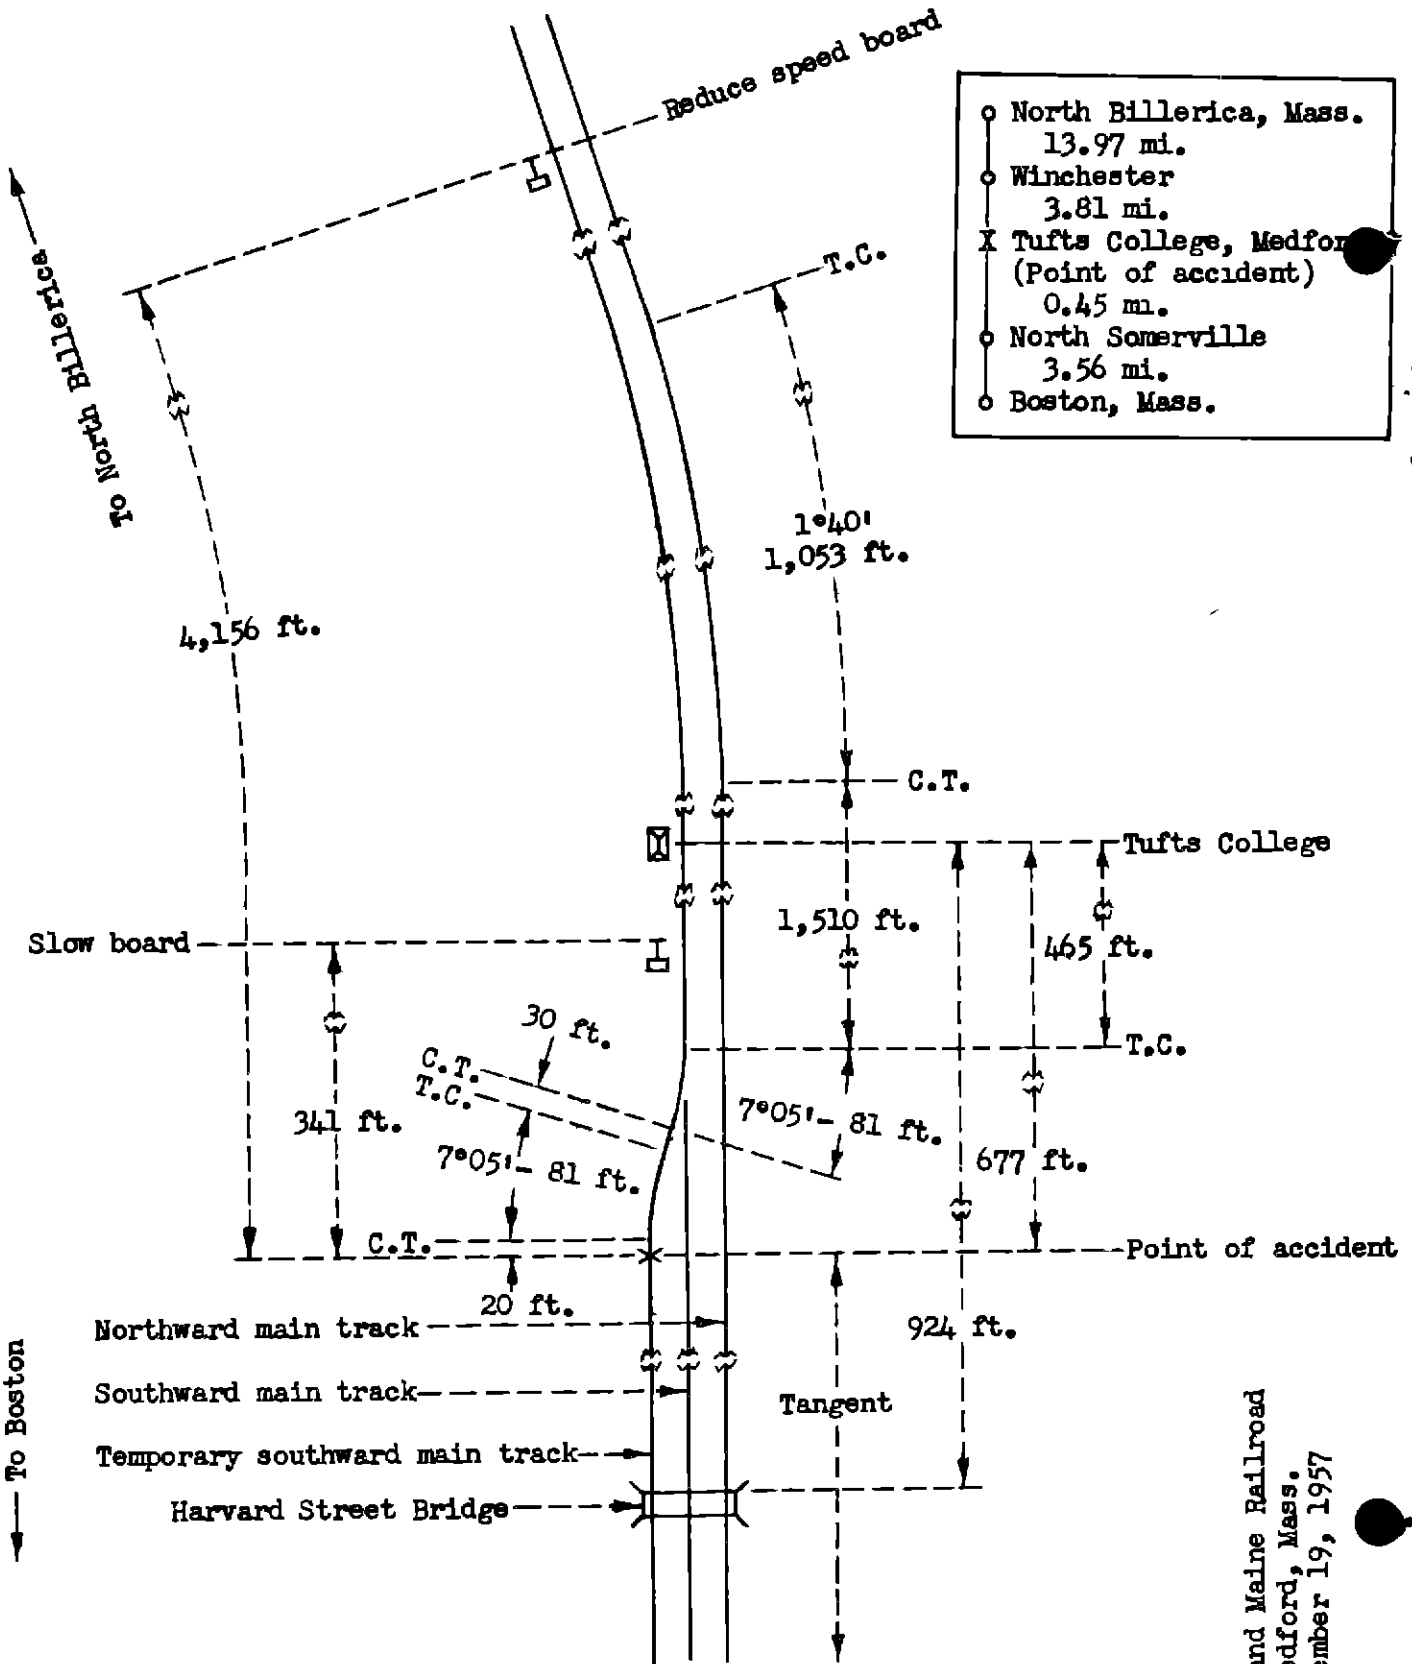 Reduce speed board
North Billerica, Mass.
13.97 mi.
Winchester
3.81 mi.
X Tufts College, Medfor
(Point of accident)
0.45 mi.
North Somerville
3.56 mi.
Boston, Mass.
To North Billerica
T.C.
1°40'
1,053 ft.
4,156 ft.
C.T.
Tufts College
1,510 ft.
465 ft.
Slow board
30 ft.
C.T.
T.C.
T.C.
341 ft.
7°05'- 81 ft.
7°05'- 81 ft.
677 ft.
C.T.
Point of accident
20 ft.
Northward main track
924 ft.
Southward main track
Tangent
Temporary southward main track
Harvard Street Bridge
To Boston
and Maine Railroad
dford, Mass.
ember 19, 1957